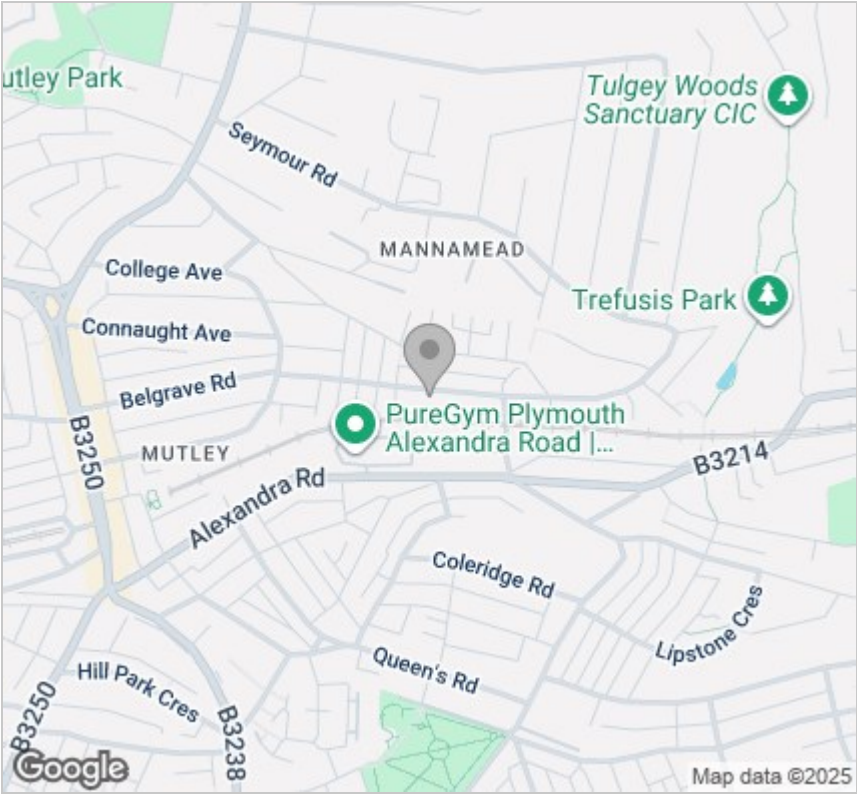 utley Park
Tulgey Woods
Sanctuary CIC
Seymour Rd
MANNAMEAD
College Ave
Trefusis Park
Connaught Ave
Belgrave Rd
PureGym Plymouth
Alexandra Road |...
B3250
MUTLEY
B3214
Alexandra Rd
Coleridge Rd
Lipstone Cres
Queen's Rd
Hill Park Cres
B3250
B3238
Google
Map data ©2025